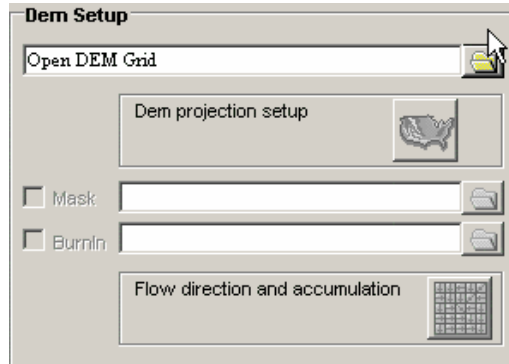 Dem Setup
Open DEM Grid
Dem projection setup
Mask
BurnIn
Flow direction and accumulation